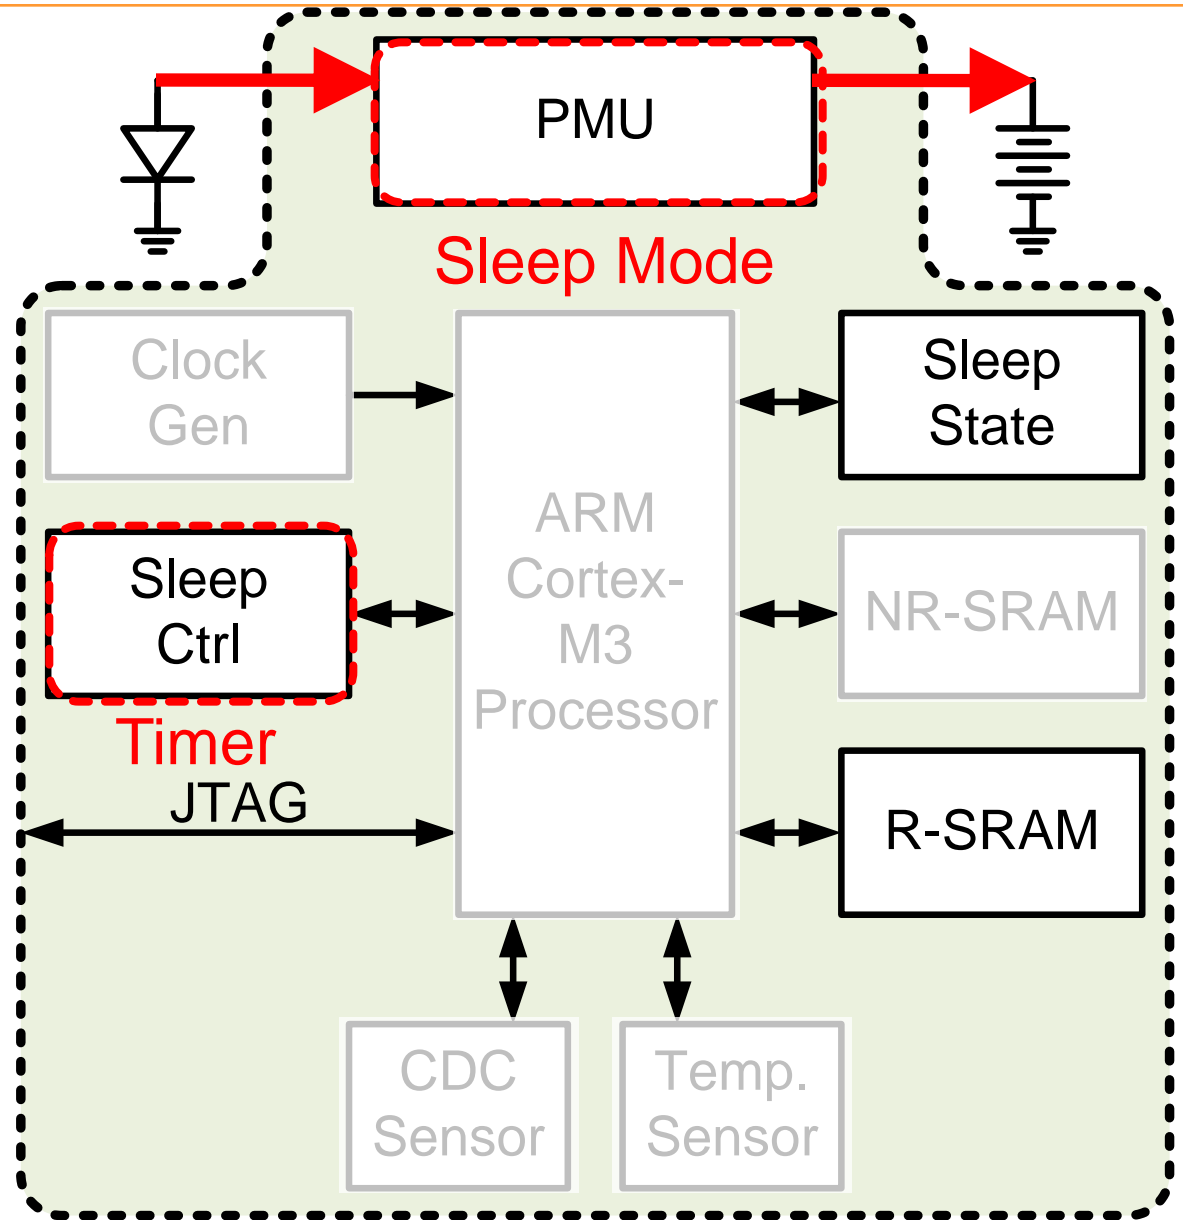 PMU
Sleep Mode
Clock
Gen
Sleep
State
ARM
Cortex-
M3
Processor
Sleep
Ctrl
NR-SRAM
Timer
JTAG
R-SRAM
CDC
Sensor
Temp.
Sensor